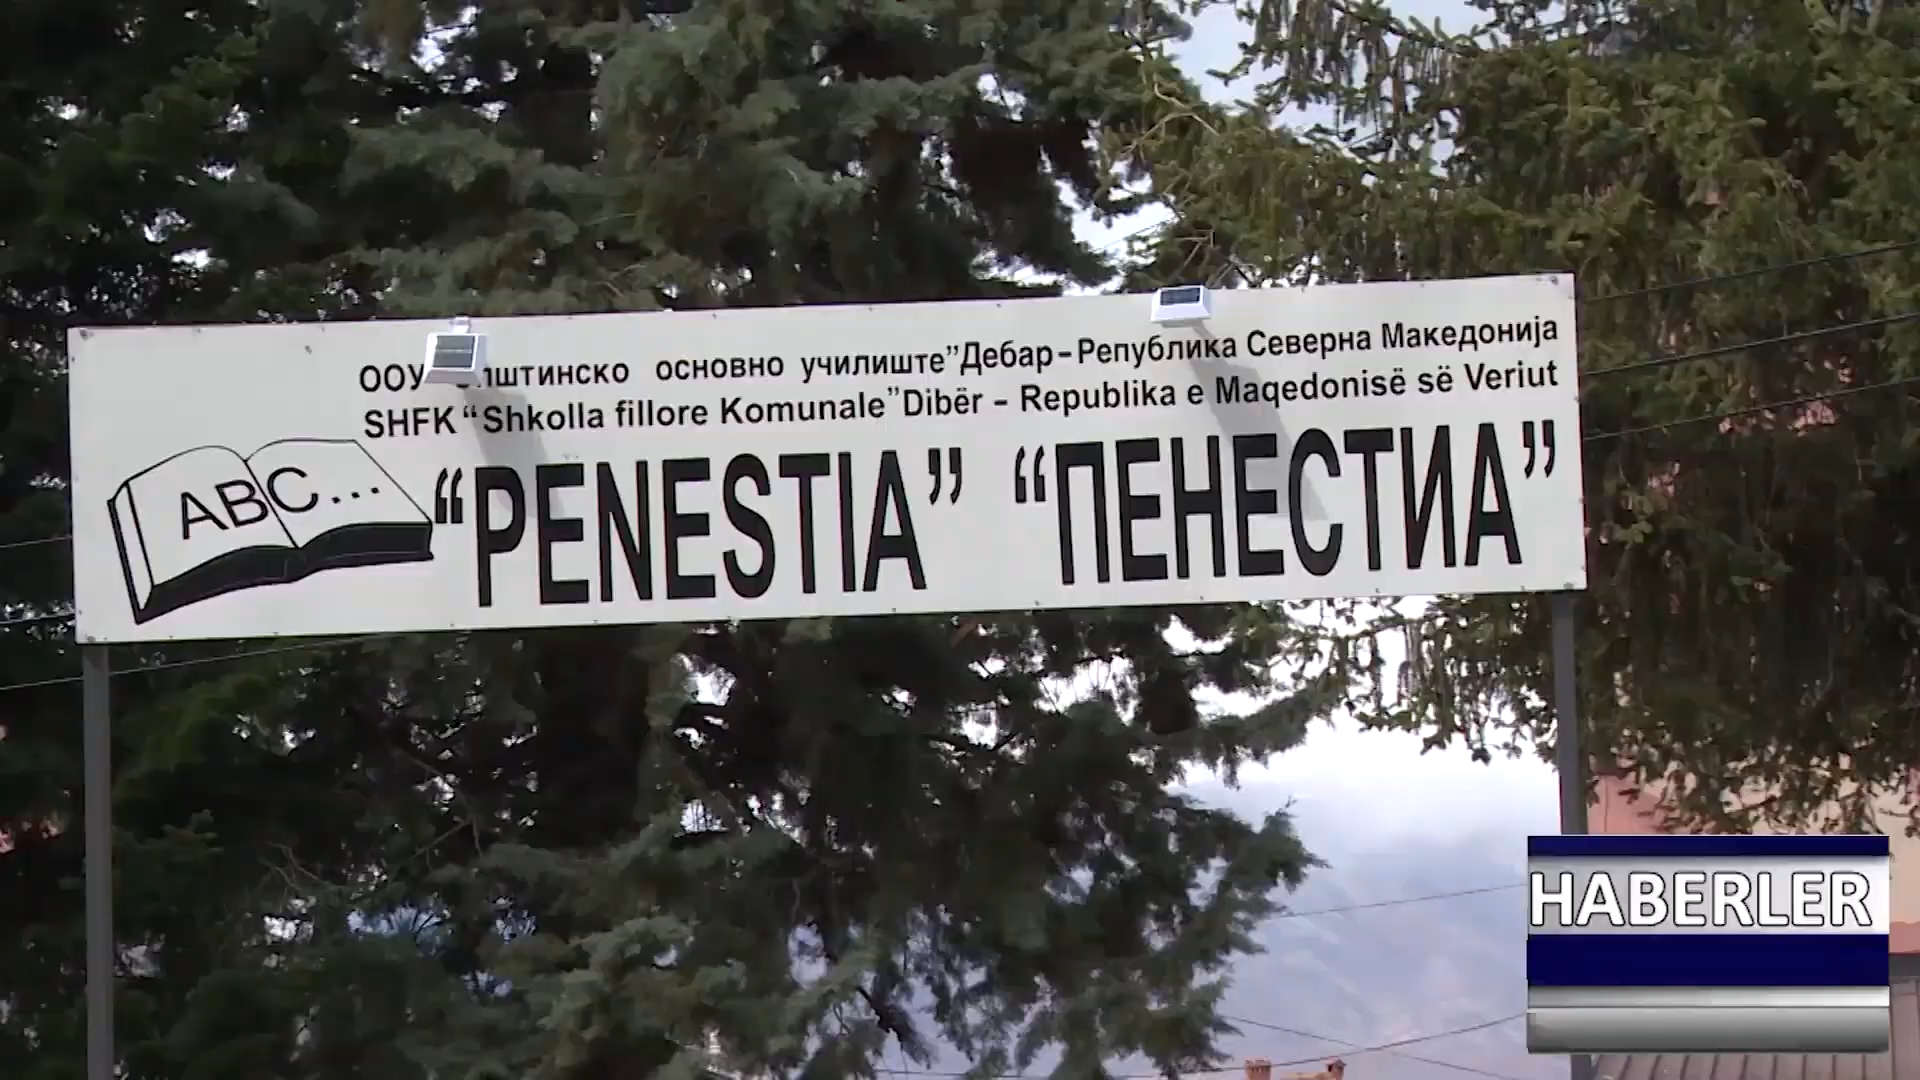 ООУ основно училиште"Дебар-Република Северна Македонија
SHFK "Shkolla fillore Komunale"Dibër - Republika e Maqedonisë së Veriut
ABC...
"PENESTIA" "ПЕНЕСТИА"
HABERLER